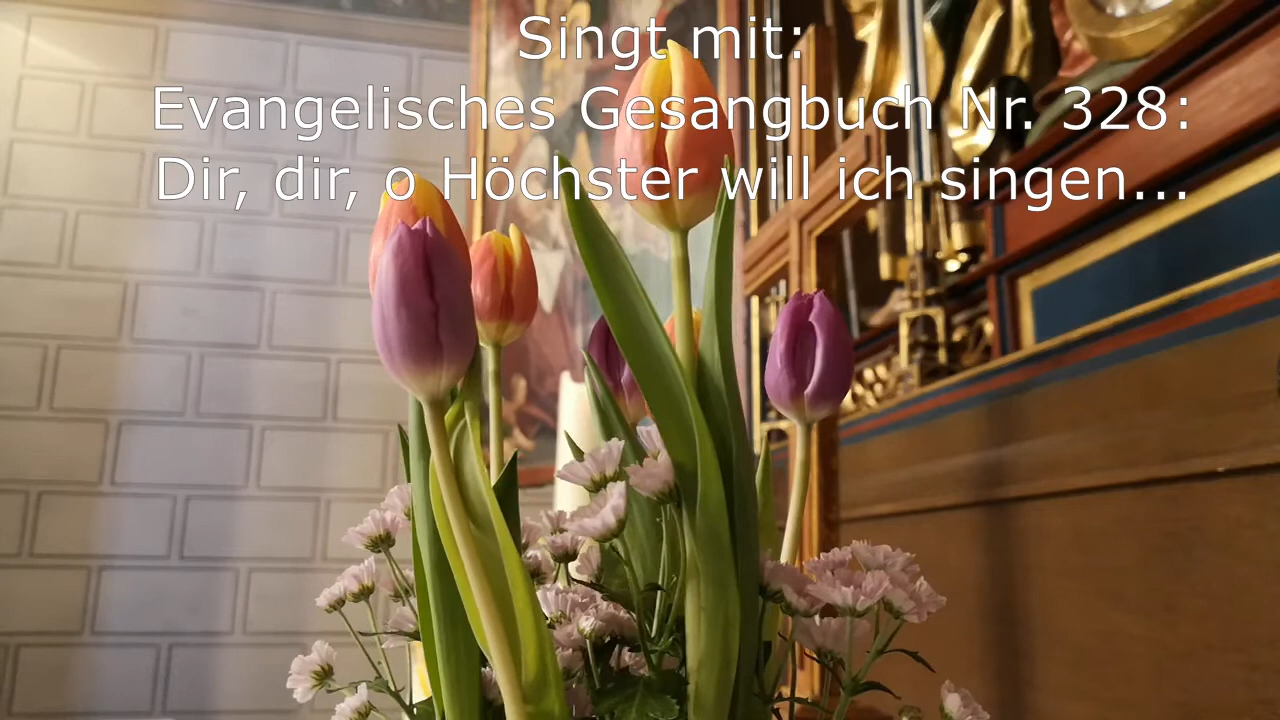 Singt mit:
Evangelisches Gesangbuch Nr. 328:
Dir, dir, o Höchster will ich singen...